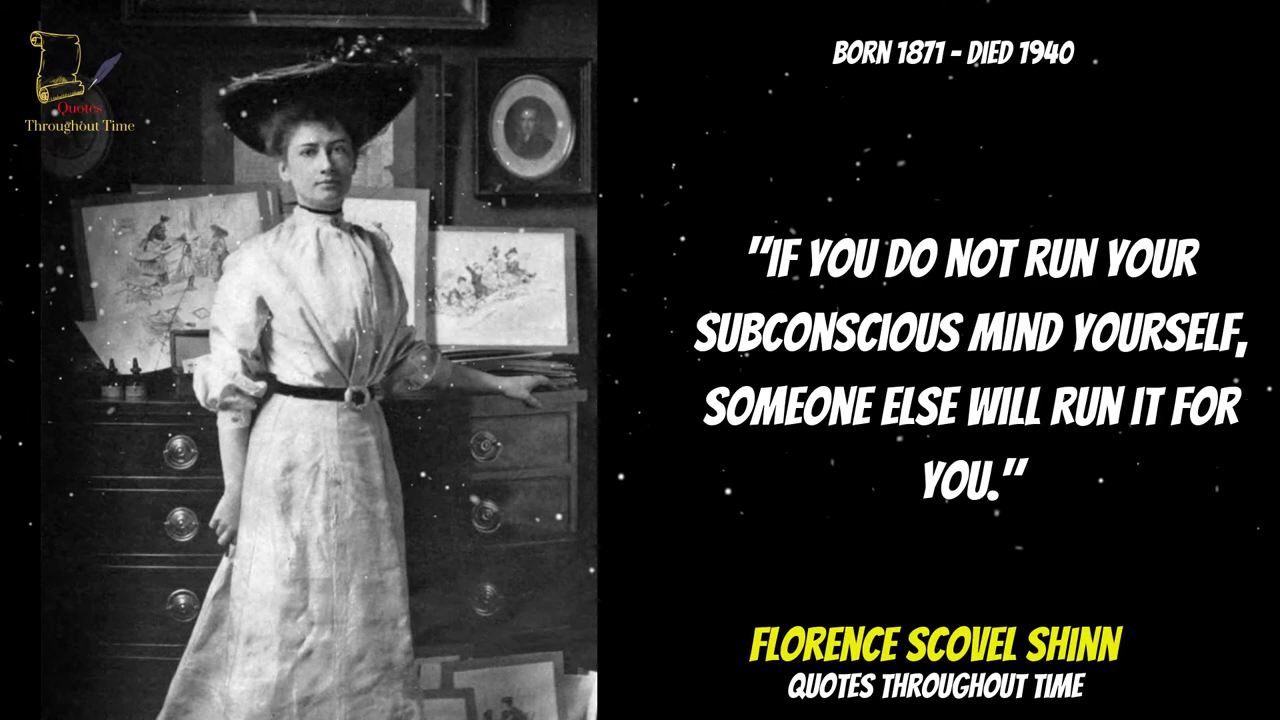 Quotes
Throughout Time
BORN 1871 - DIED 1940
"IF YOU DO NOT RUN YOUR
SUBCONSCIOUS MIND YOURSELF,
SOMEONE ELSE WILL RUN IT FOR
YOU."
FLORENCE SCOVEL SHINN
QUOTES THROUGHOUT TIME